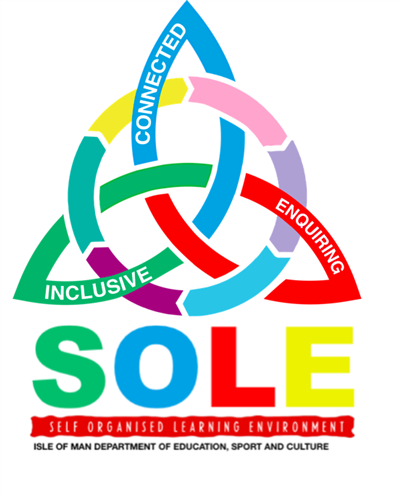 CONNECTED
ENQUIRING
INCLUSIVE
SOLE
SELF ORGANISED LEARNING ENVIRONMENT
ISLE OF MAN DEPARTMENT OF EDUCATION, SPORT AND CULTURE